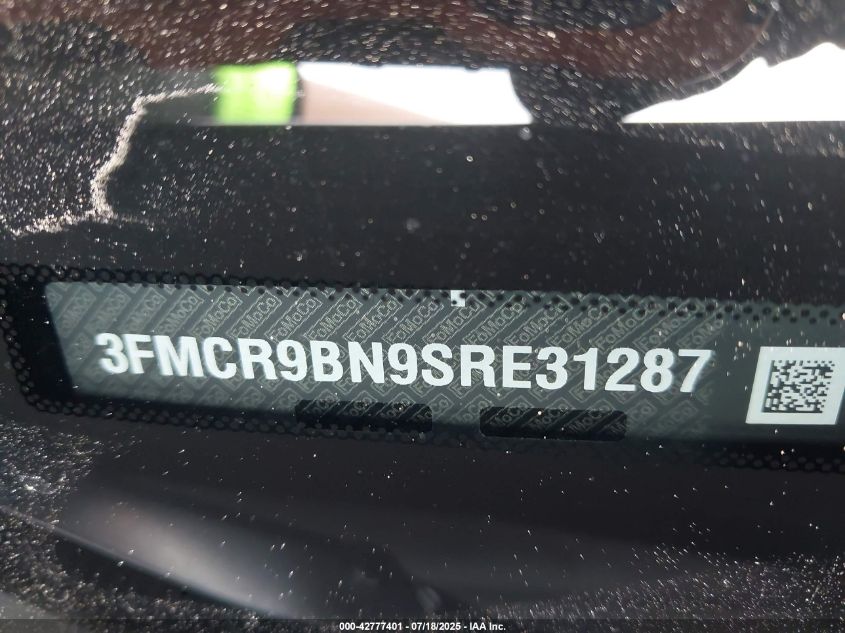 3FMCR9BN9SRE31287
000-42777401 - 07/18/2025 - IAA Inc.